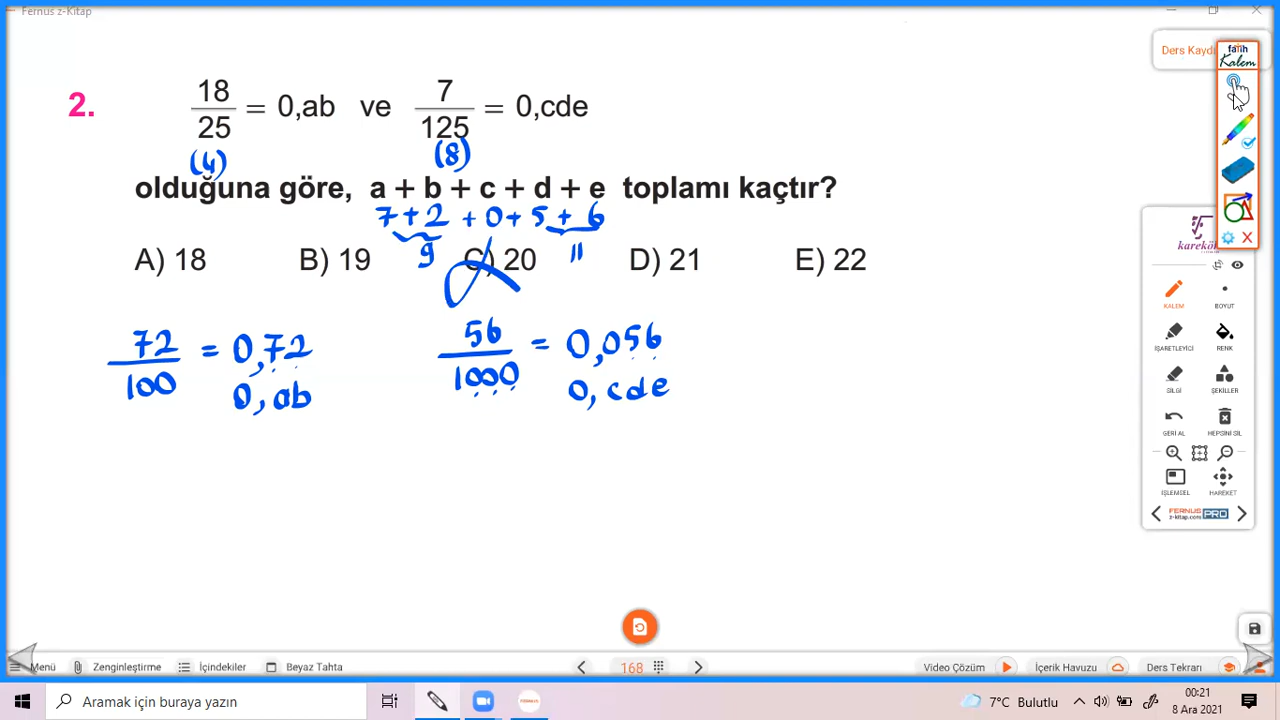 Fernus z-Kitap
Ders Kayda
fatih
Kalem
2. 18/25 = 0,ab ve 7/125 = 0,cde
(4) (8)
olduğuna göre, a + b + c + d + e toplamı kaçtır?
7 + 2 + 0 + 5 + 6
9 11
A) 18 B) 19 C) 20 D) 21 E) 22
72/100 = 0,72 56/1000 = 0,056
0, ab 0, cde
karekök
KALEM BOYUT
İŞARETLEYİCİ RENK
SİLGİ ŞEKİLLER
GERİ AL HEPSİNİ SİL
İŞLEMSEL HAREKET
FERNUS PRO
z-kitap.com
Menü Zenginleştirme İçindekiler Beyaz Tahta 168 Video Çözüm İçerik Havuzu Ders Tekrarı
Aramak için buraya yazın 7°C Bulutlu 00:21
8 Ara 2021